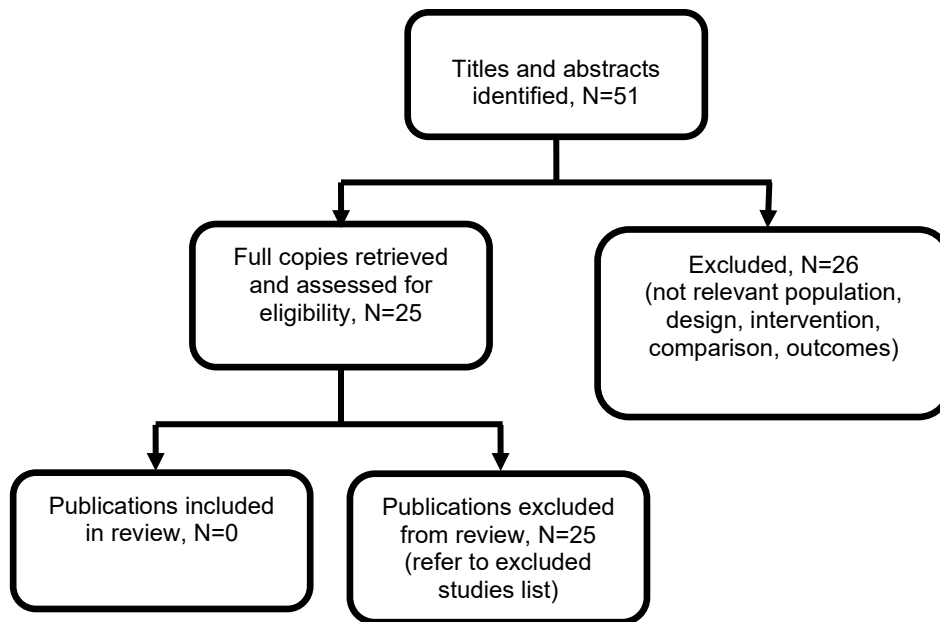 Titles and abstracts
identified, N=51
Full copies retrieved
and assessed for
eligibility, N=25
Excluded, N=26
(not relevant population,
design, intervention,
comparison, outcomes)
Publications included
in review, N=0
Publications excluded
from review, N=25
(refer to excluded
studies list)